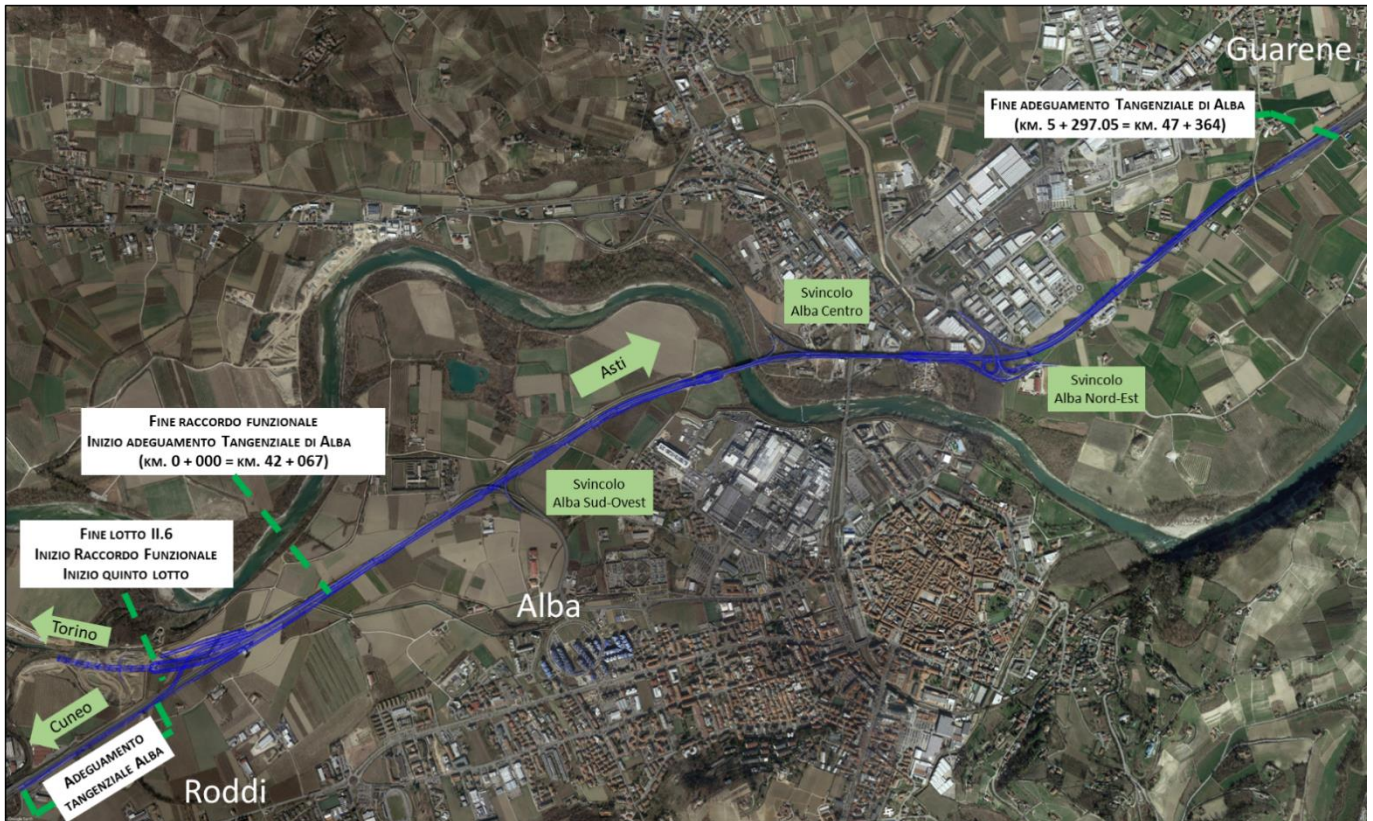 Guarene
FINE ADEGUAMENTO TANGENZIALE DI ALBA
(KM. 5 + 297.05 = KM. 47 + 364)
Svincolo
Alba Centro
Asti
Svincolo
Alba Nord-Est
FINE RACCORDO FUNZIONALE
INIZIO ADEGUAMENTO TANGENZIALE DI ALBA
(KM. 0 + 000 = KM. 42 + 067)
Svincolo
Alba Sud-Ovest
FINE LOTTO II.6
INIZIO RACCORDO FUNZIONALE
INIZIO QUINTO LOTTO
Alba
Torino
Cuneo
ADEGUAMENTO
TANGENZIALE ALBA
Roddi